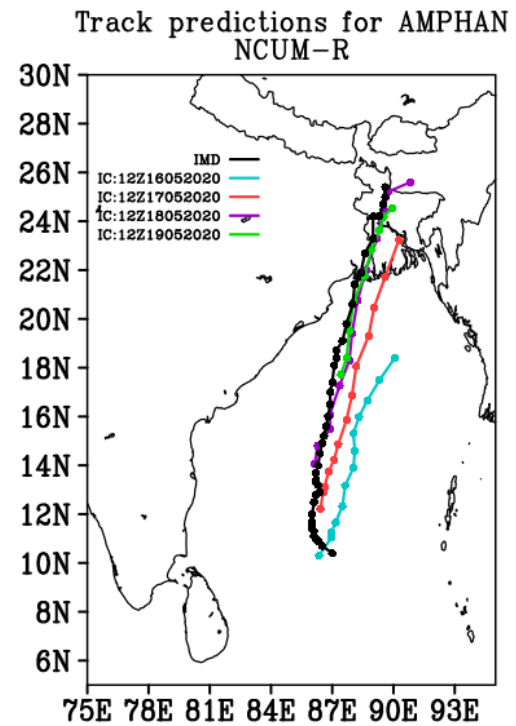 Track predictions for AMPHAN
NCUM-R
30N
28N
26N
24N
22N
20N
18N
16N
14N
12N
10N
8N
6N
IMD
IC:12Z16052020
IC:12Z17052020
IC:12Z18052020
IC:12Z19052020
75E 78E 81E 84E 87E 90E 93E